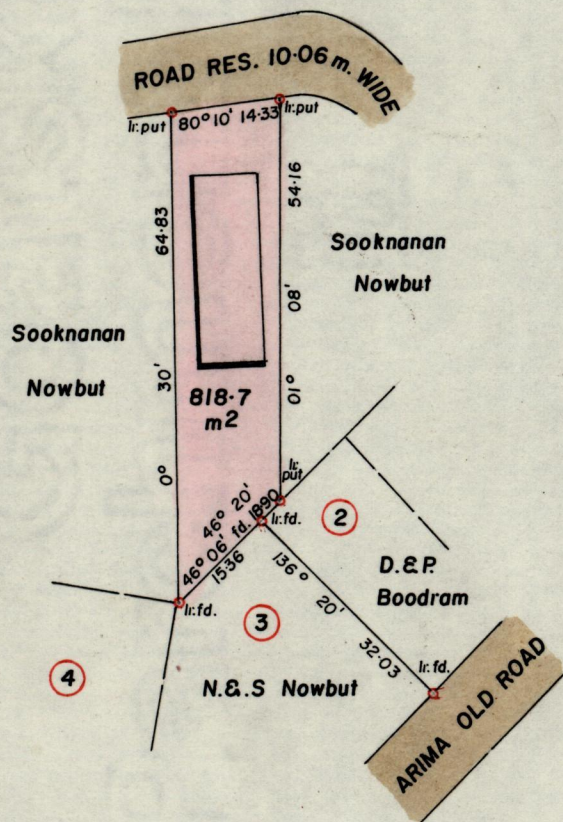 ROAD RES. 10·06 m. WIDE
Ir.put
80° 10' 14·33
Ir.put
64·83
54·16
Sooknanan
Nowbut
Sooknanan
Nowbut
30'
0°
08'
01°
818·7
m2
Ir.
put
46° 20'
46° 06' fd. 18·90
15·36
Ir.fd.
2
136° 20' 32·03
D.&P.
Boodram
Ir.fd.
3
Ir.fd.
4
N.&.S Nowbut
ARIMA OLD ROAD